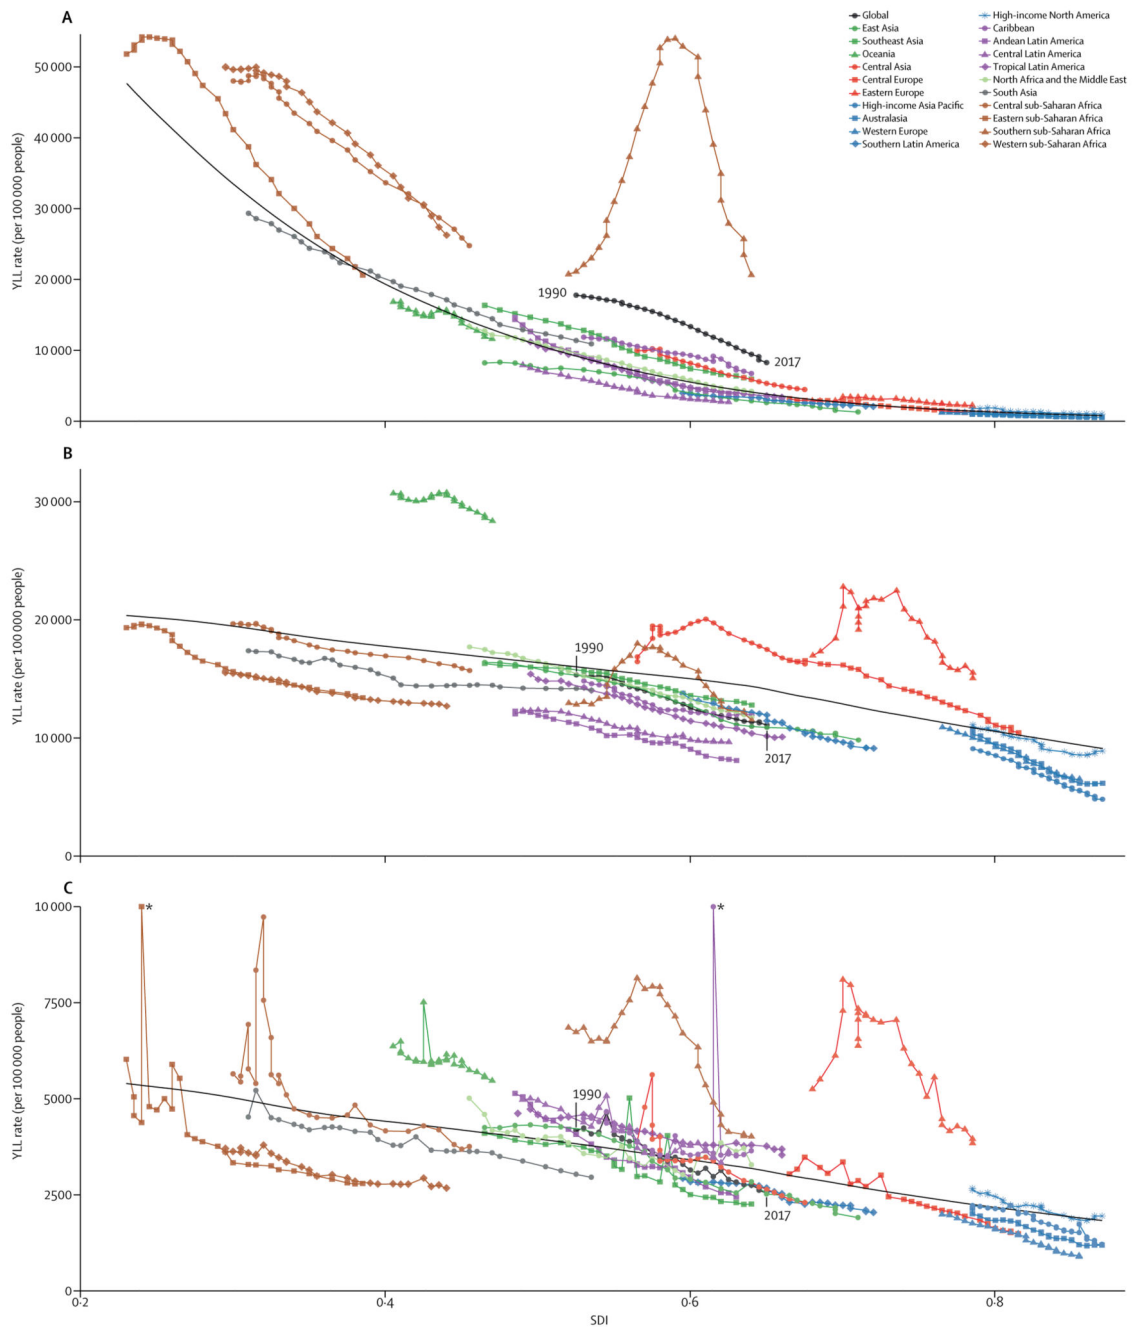 A
Global
East Asia
Southeast Asia
Oceania
Central Asia
Central Europe
Eastern Europe
High-income Asia Pacific
Australasia
Western Europe
Southern Latin America
High-income North America
Caribbean
Andean Latin America
Central Latin America
Tropical Latin America
North Africa and the Middle East
South Asia
Central sub-Saharan Africa
Eastern sub-Saharan Africa
Southern sub-Saharan Africa
Western sub-Saharan Africa
YLL rate (per 100 000 people)
50 000
40 000
30 000
20 000
10 000
0
1990
2017
B
YLL rate (per 100 000 people)
30 000
20 000
10 000
0
1990
2017
C
YLL rate (per 100 000 people)
10 000
7500
5000
2500
0
*
*
1990
2017
0·2
0·4
0·6
0·8
SDI